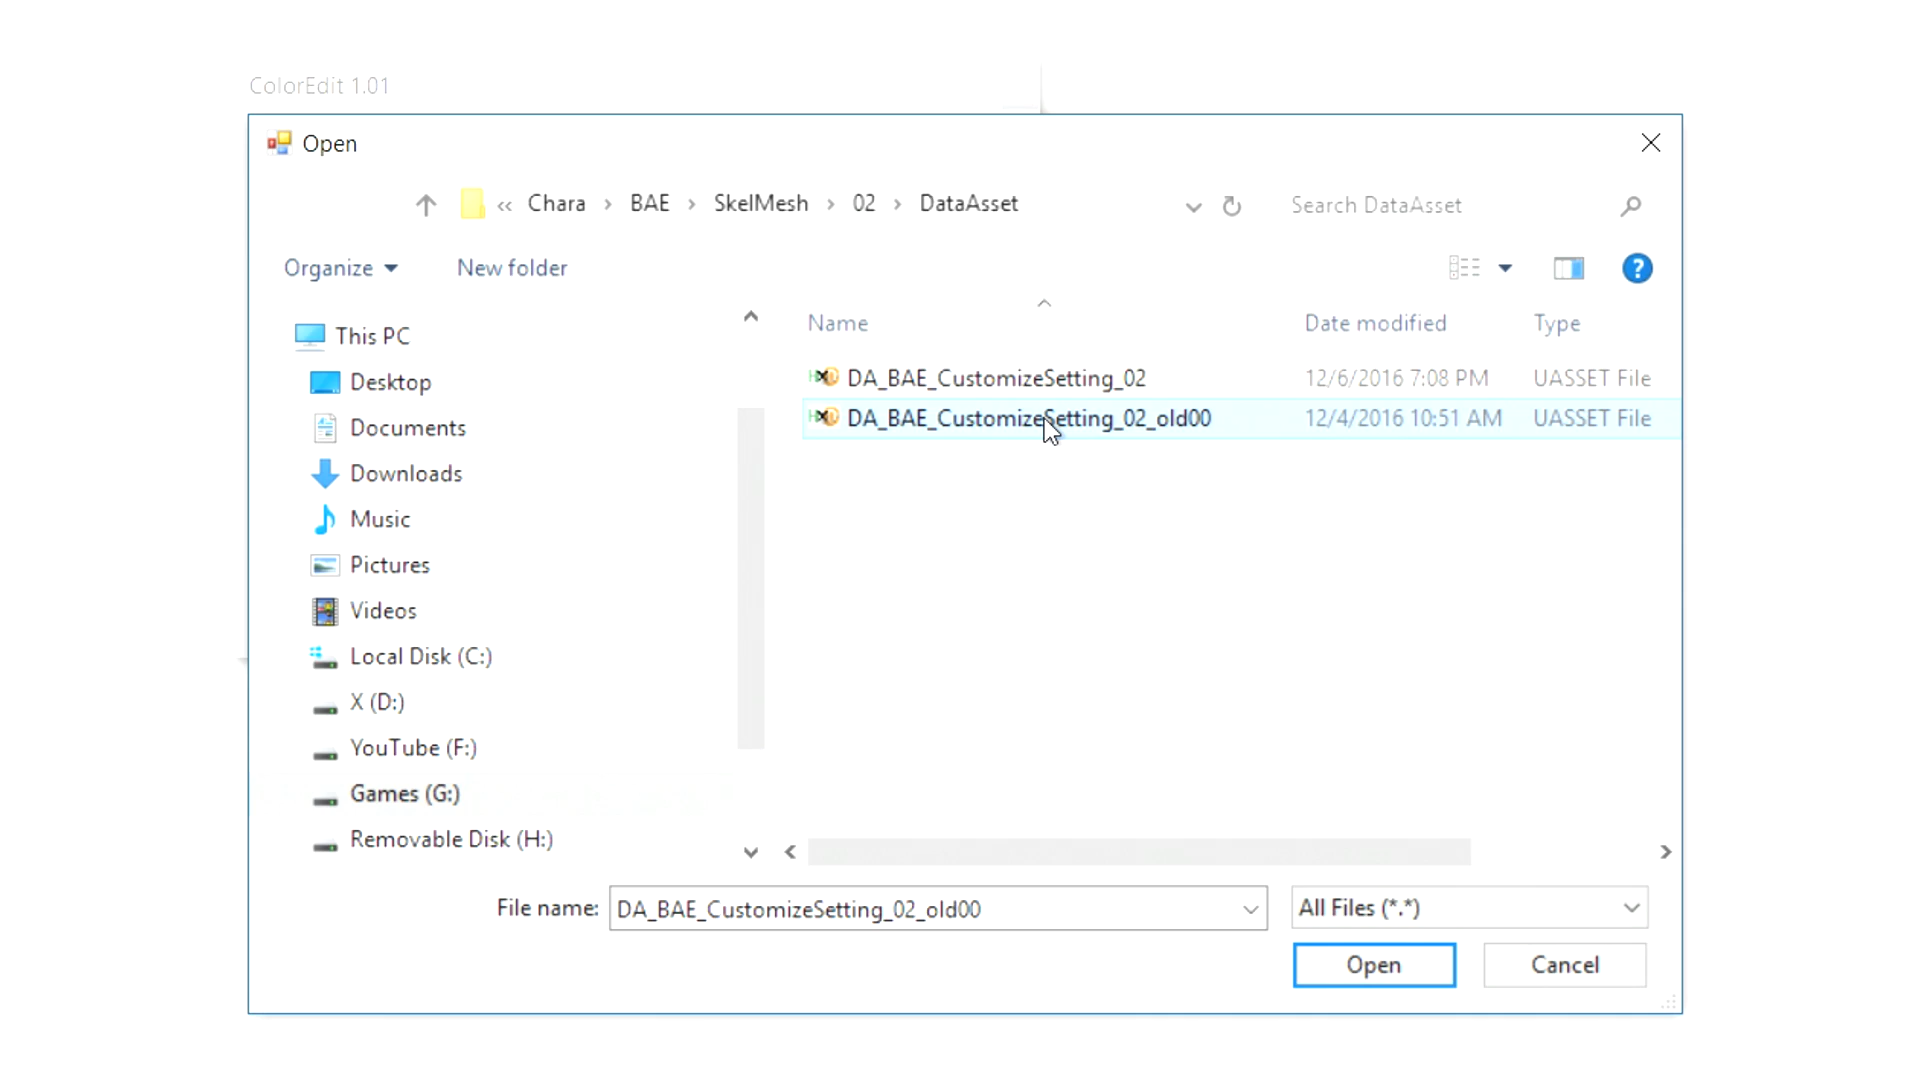 ColorEdit 1.01
Open
« Chara › BAE › SkelMesh › 02 › DataAsset
Search DataAsset
Organize
New folder
This PC
Desktop
Documents
Downloads
Music
Pictures
Videos
Local Disk (C:)
X (D:)
YouTube (F:)
Games (G:)
Removable Disk (H:)
Name Date modified Type
DA_BAE_CustomizeSetting_02 12/6/2016 7:08 PM UASSET File
DA_BAE_CustomizeSetting_02_old00 12/4/2016 10:51 AM UASSET File
File name: DA_BAE_CustomizeSetting_02_old00
All Files (*.*)
Open
Cancel